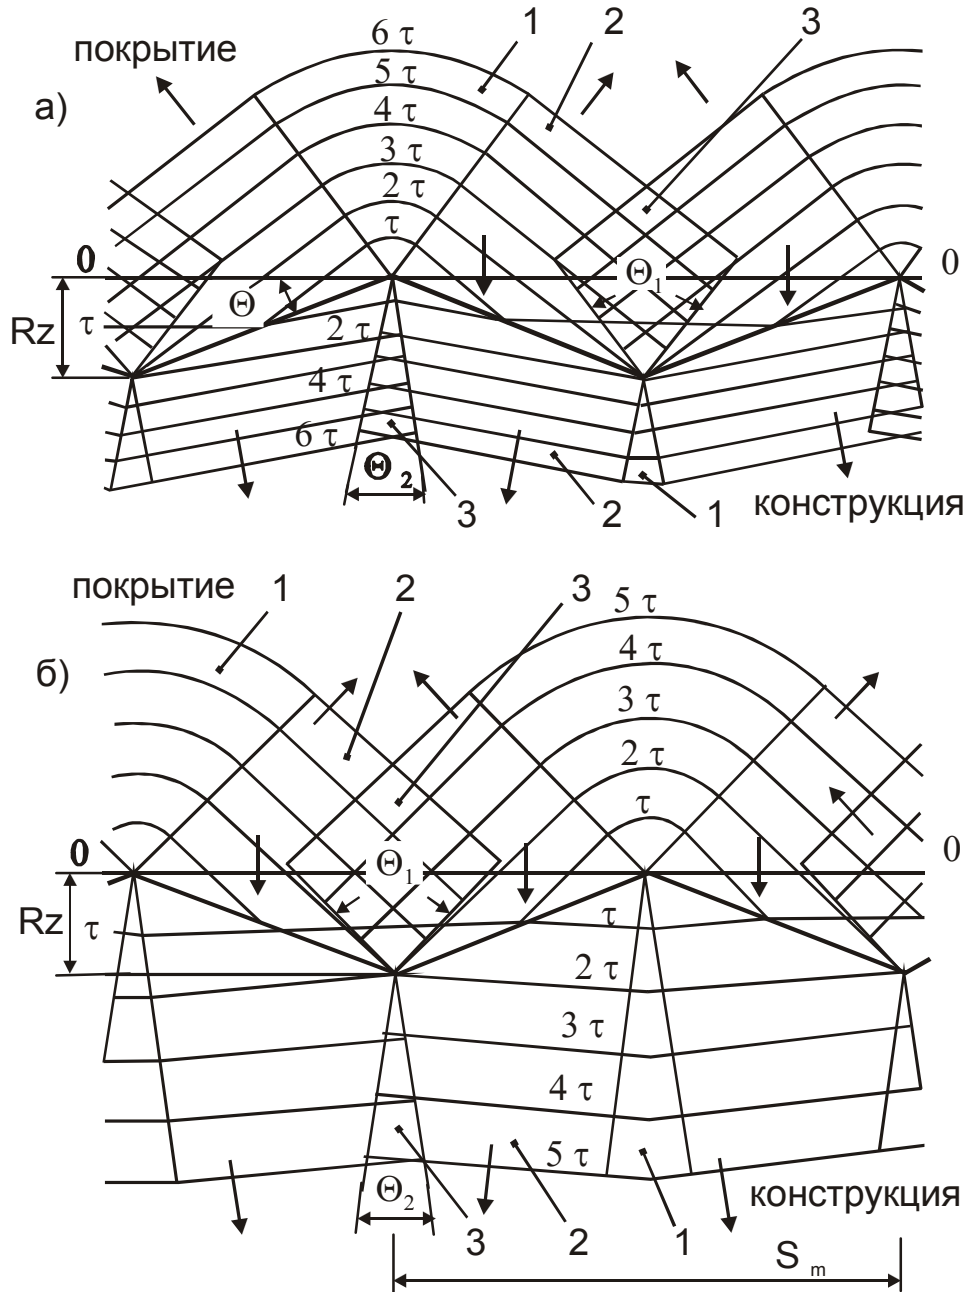 покрытие 1 2 3
а)
6 τ
5 τ
4 τ
3 τ
2 τ
τ
0 Θ₁ 0
Rz τ Θ
2 τ
4 τ
6 τ
Θ₂ 3 2 1
конструкция
покрытие 1 2 3
б)
5 τ
4 τ
3 τ
2 τ
τ
0 Θ₁ 0
Rz τ τ
2 τ
3 τ
4 τ
5 τ
Θ₂ 3 2 1
конструкция
S m